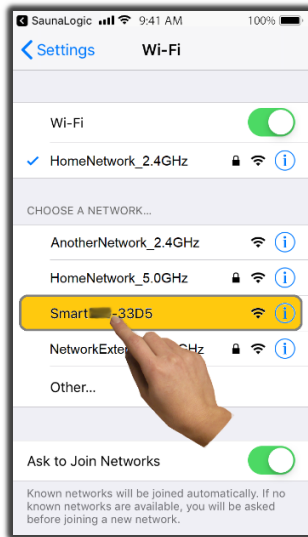 SaunaLogic 9:41 AM 100%
Settings Wi-Fi
Wi-Fi
HomeNetwork_2.4GHz
CHOOSE A NETWORK...
AnotherNetwork_2.4GHz
HomeNetwork_5.0GHz
Smart -33D5
GHz
Other...
Ask to Join Networks
Known networks will be joined automatically. If no
known networks are available, you will be asked
before joining a new network.